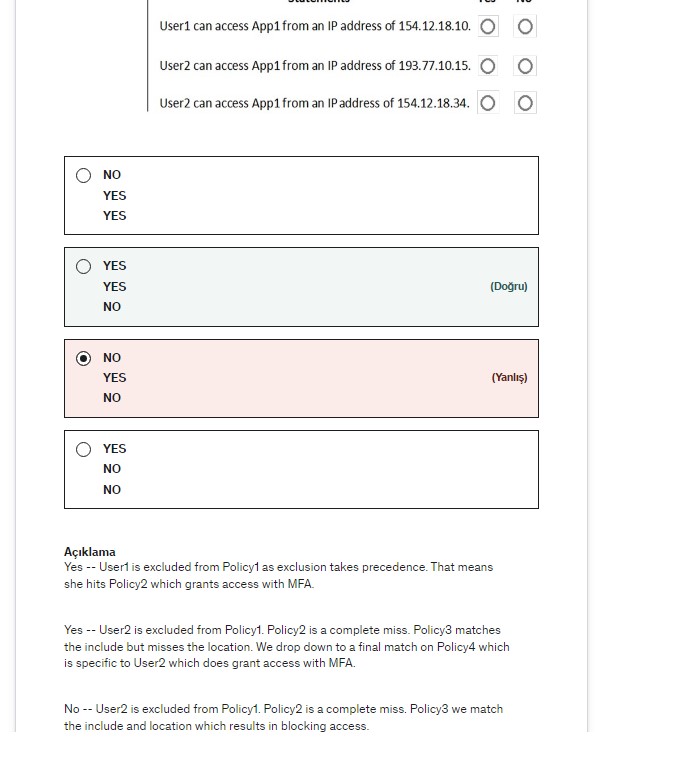 Statements Yes No
User1 can access App1 from an IP address of 154.12.18.10.
User2 can access App1 from an IP address of 193.77.10.15.
User2 can access App1 from an IP address of 154.12.18.34.
NO
YES
YES
YES
YES
(Doğru)
NO
NO
YES
(Yanlış)
NO
YES
NO
NO
Açıklama
Yes -- User1 is excluded from Policy1 as exclusion takes precedence. That means
she hits Policy2 which grants access with MFA.
Yes -- User2 is excluded from Policy1. Policy2 is a complete miss. Policy3 matches
the include but misses the location. We drop down to a final match on Policy4 which
is specific to User2 which does grant access with MFA.
No -- User2 is excluded from Policy1. Policy2 is a complete miss. Policy3 we match
the include and location which results in blocking access.